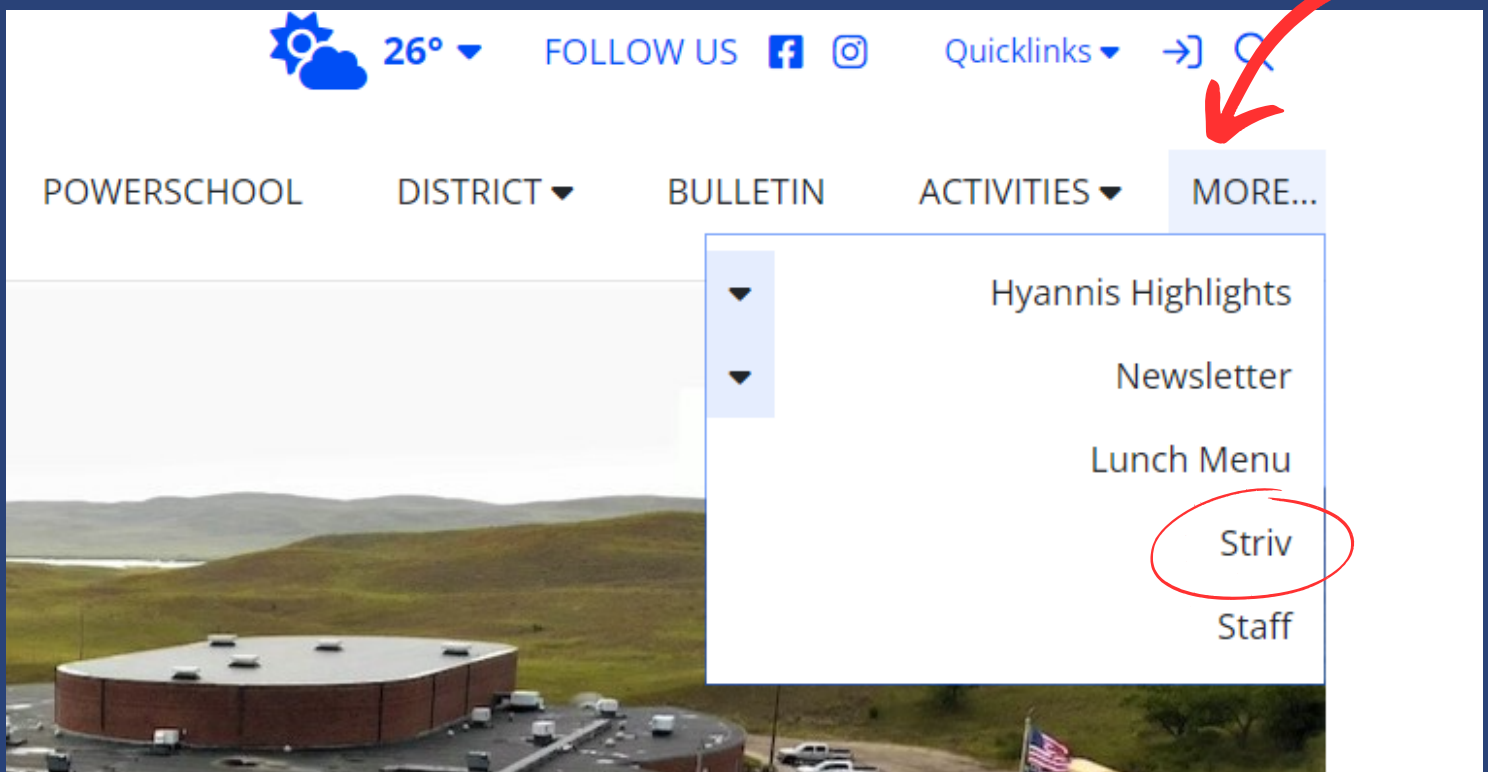 26° FOLLOW US Quicklinks
POWERSCHOOL DISTRICT BULLETIN ACTIVITIES MORE...
Hyannis Highlights
Newsletter
Lunch Menu
Striv
Staff